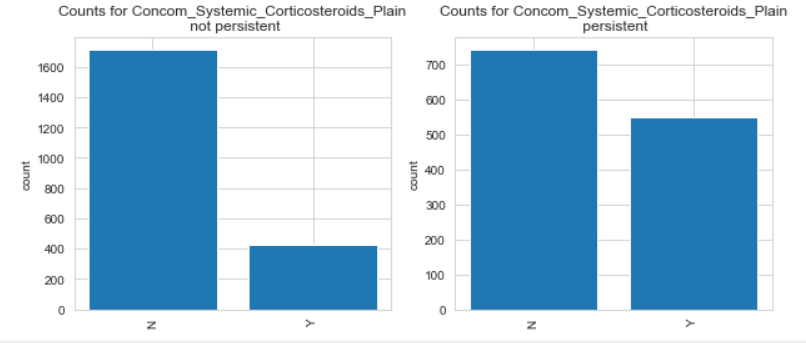 Counts for Concom_Systemic_Corticosteroids_Plain
not persistent
1600
1400
1200
1000
800
600
400
200
0
count
N
Y
Counts for Concom_Systemic_Corticosteroids_Plain
persistent
700
600
500
400
300
200
100
0
count
N
Y